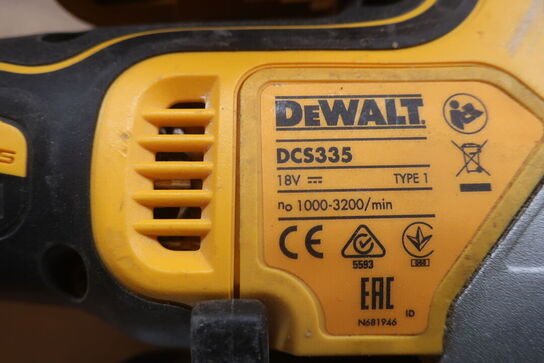 DEWALT®
DCS335
18V ⎓ TYPE 1
n₀ 1000-3200/min
CE
5593
EAC
ID
N681946